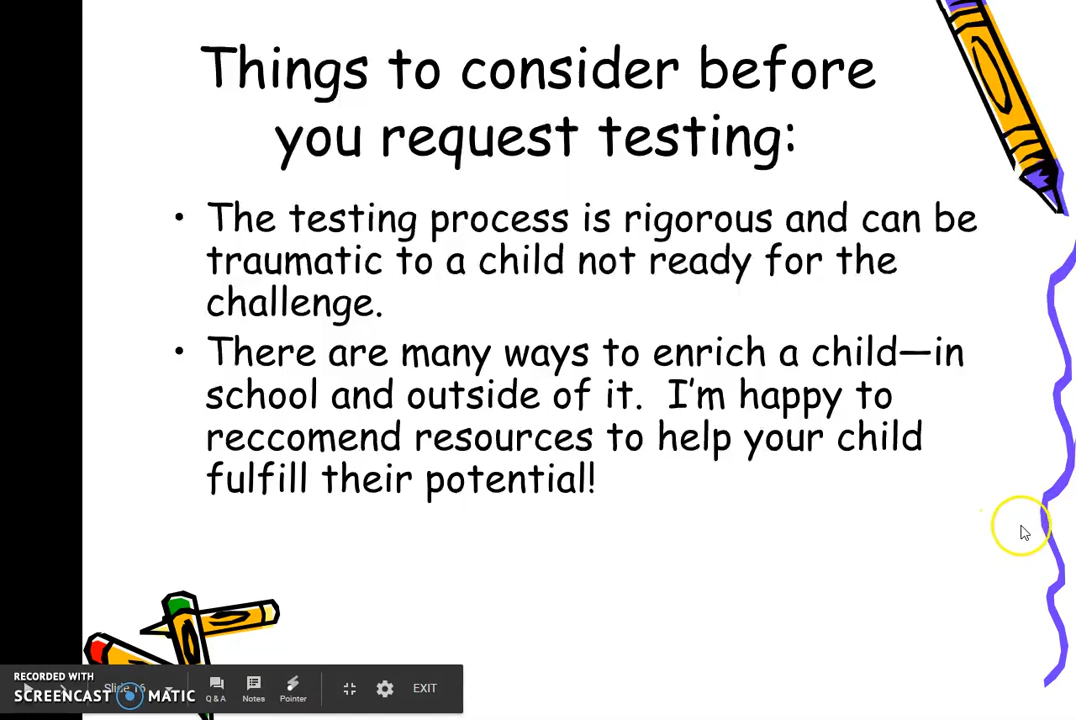 Things to consider before
you request testing:
• The testing process is rigorous and can be
traumatic to a child not ready for the
challenge.
• There are many ways to enrich a child—in
school and outside of it. I'm happy to
reccomend resources to help your child
fulfill their potential!
RECORDED WITH
SCREENCAST MATIC
Slide 16
Q & A
Notes
Pointer
EXIT